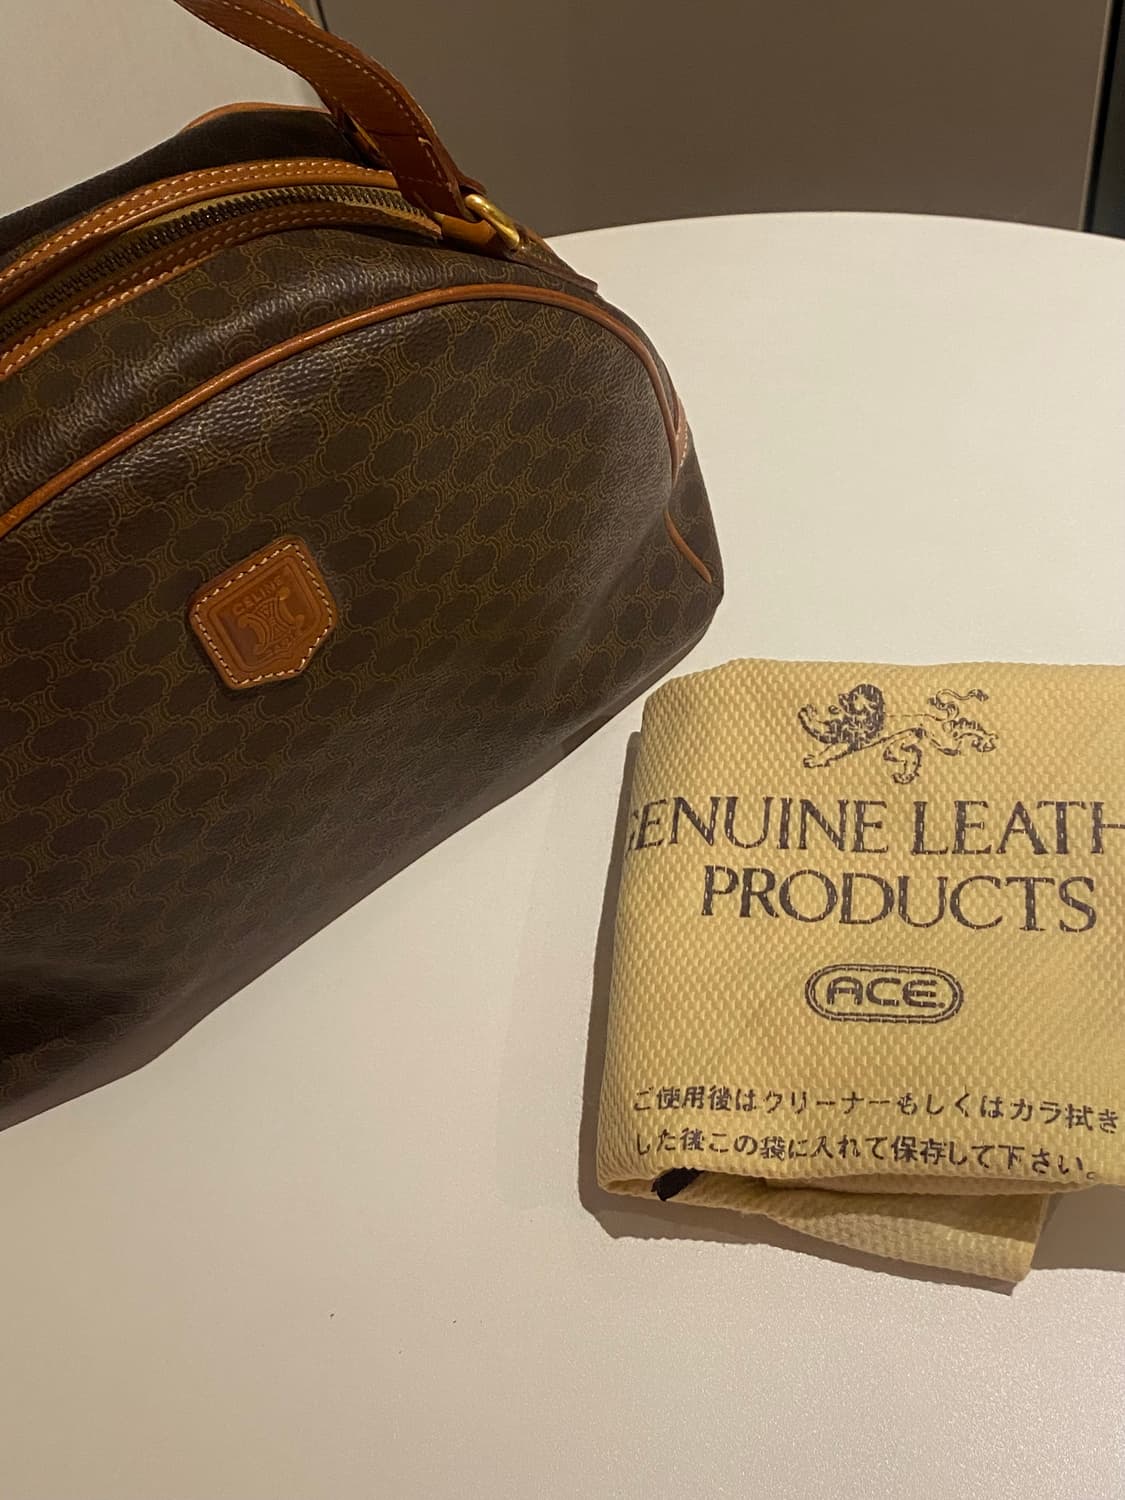 CELINE
GENUINE LEATH
PRODUCTS
ACE.
ご使用後はクリーナーもしくはカラ拭き
した後この袋に入れて保存して下さい。